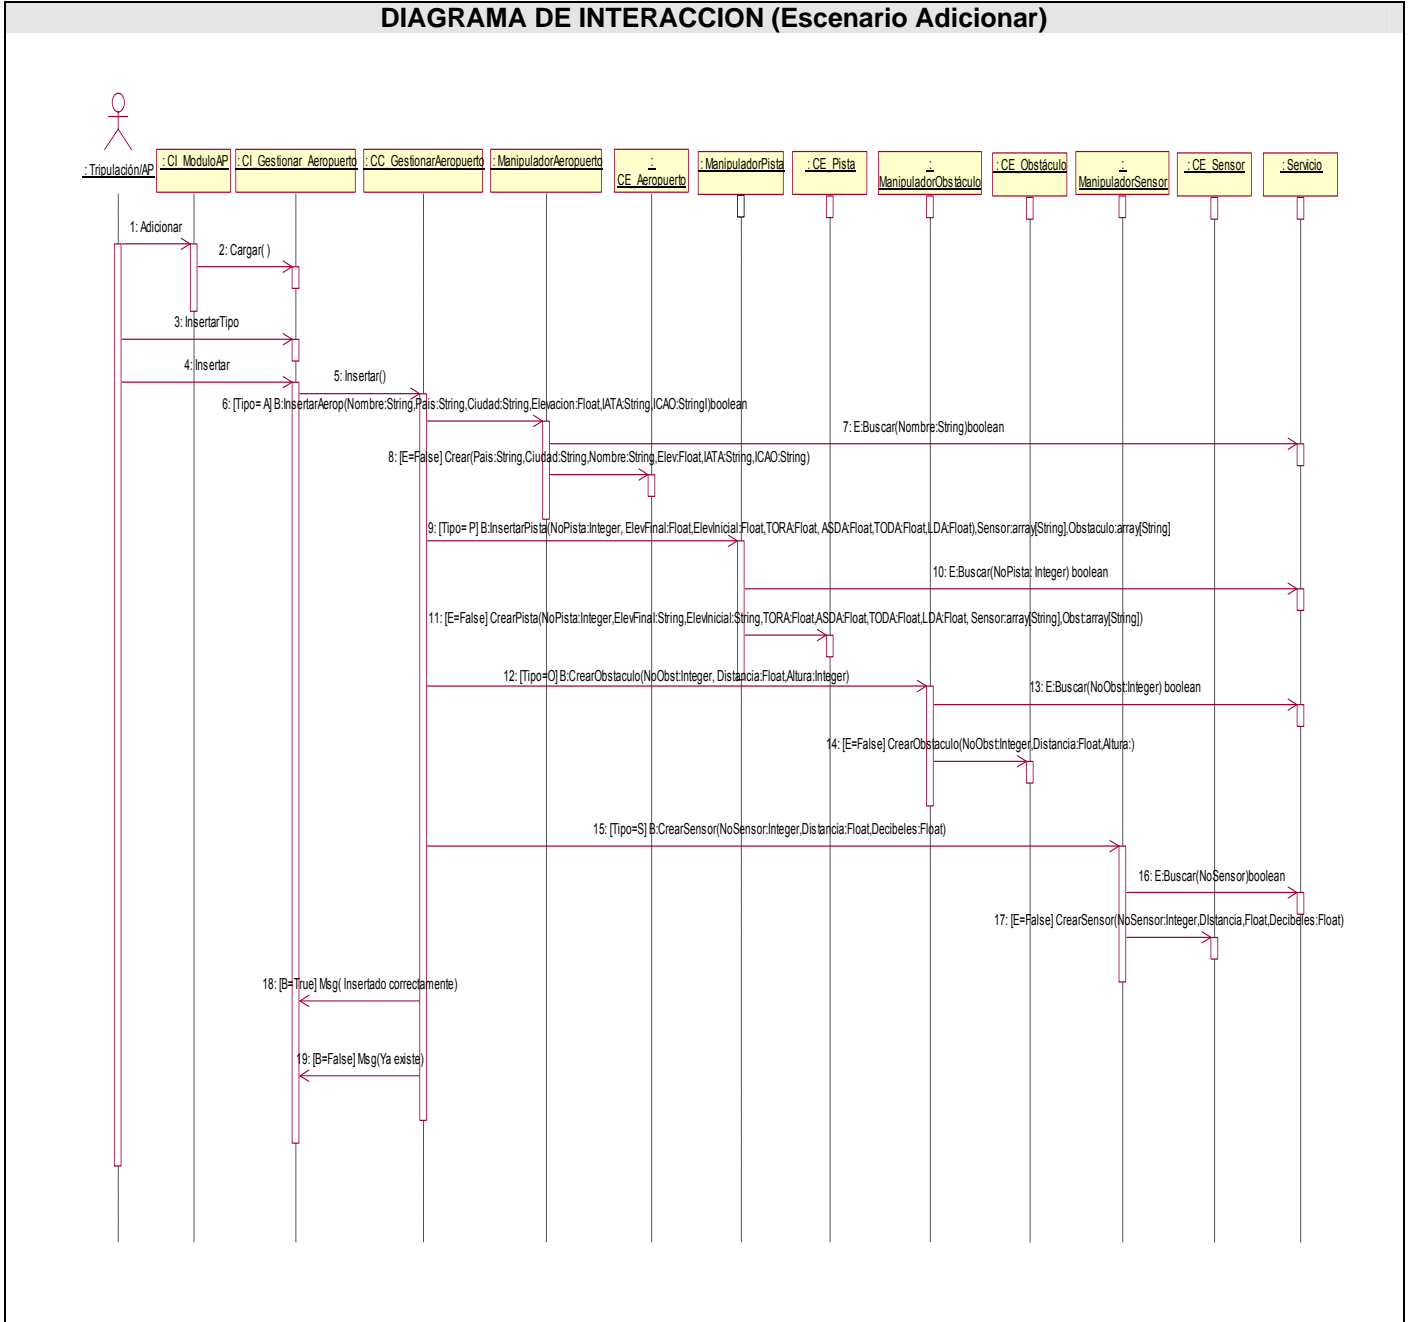 DIAGRAMA DE INTERACCION (Escenario Adicionar)
: Tripulación/AP
: CI_ModuloAP
: CI_Gestionar_Aeropuerto
: CC_GestionarAeropuerto
: ManipuladorAeropuerto
:
CE_Aeropuerto
: ManipuladorPista
: CE_Pista
:
ManipuladorObstáculo
: CE_Obstáculo
:
ManipuladorSensor
: CE_Sensor
: Servicio
1: Adicionar
2: Cargar( )
3: InsertarTipo
4: Insertar
5: Insertar()
6: [Tipo= A] B:InsertarAerop(Nombre:String,Pais:String,Ciudad:String,Elevacion:Float,IATA:String,ICAO:Stringl)boolean
7: E:Buscar(Nombre:String)boolean
8: [E=False] Crear(Pais:String,Ciudad:String,Nombre:String,Elev:Float,IATA:String,ICAO:String)
9: [Tipo= P] B:InsertarPista(NoPista:Integer, ElevFinal:Float,ElevInicial:Float,TORA:Float, ASDA:Float,TODA:Float,LDA:Float),Sensor:array[String],Obstaculo:array[String]
10: E:Buscar(NoPista: Integer) boolean
11: [E=False] CrearPista(NoPista:Integer,ElevFinal:String,ElevInicial:String,TORA:Float,ASDA:Float,TODA:Float,LDA:Float, Sensor:array[String],Obst:array[String])
12: [Tipo=O] B:CrearObstaculo(NoObst:Integer, Distancia:Float,Altura:Integer)
13: E:Buscar(NoObst:Integer) boolean
14: [E=False] CrearObstaculo(NoObst:Integer,Distancia:Float,Altura:)
15: [Tipo=S] B:CrearSensor(NoSensor:Integer,Distancia:Float,Decibeles:Float)
16: E:Buscar(NoSensor)boolean
17: [E=False] CrearSensor(NoSensor:Integer,DIstancia,Float,Decibeles:Float)
18: [B=True] Msg( Insertado correctamente)
19: [B=False] Msg(Ya existe)